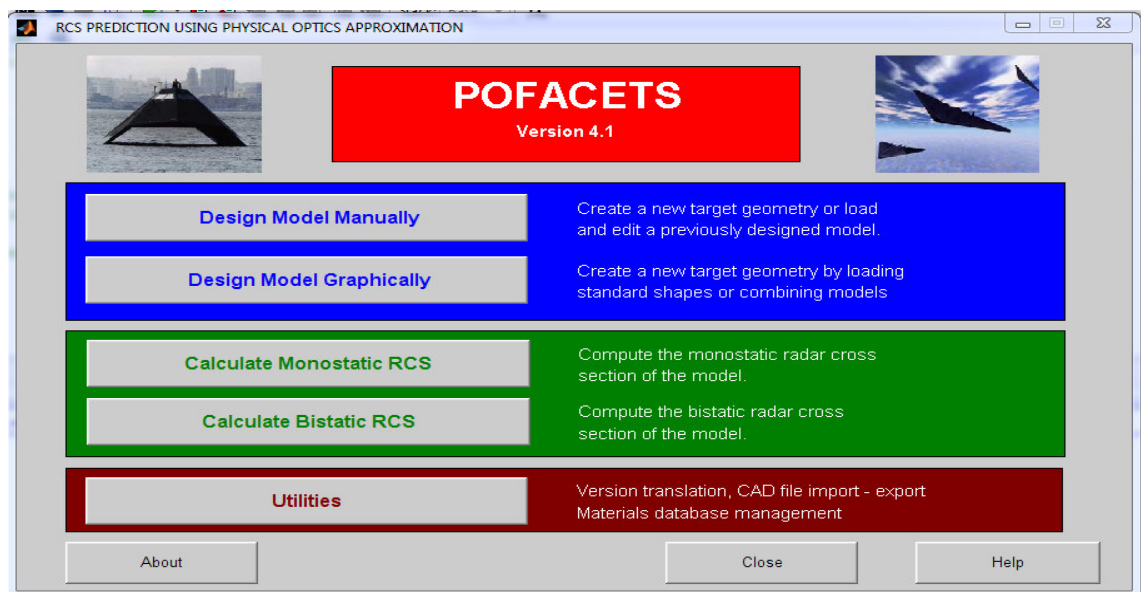 RCS PREDICTION USING PHYSICAL OPTICS APPROXIMATION
POFACETS
Version 4.1
Design Model Manually
Create a new target geometry or load
and edit a previously designed model.
Design Model Graphically
Create a new target geometry by loading
standard shapes or combining models
Calculate Monostatic RCS
Compute the monostatic radar cross
section of the model.
Calculate Bistatic RCS
Compute the bistatic radar cross
section of the model.
Utilities
Version translation, CAD file import - export
Materials database management
About
Close
Help